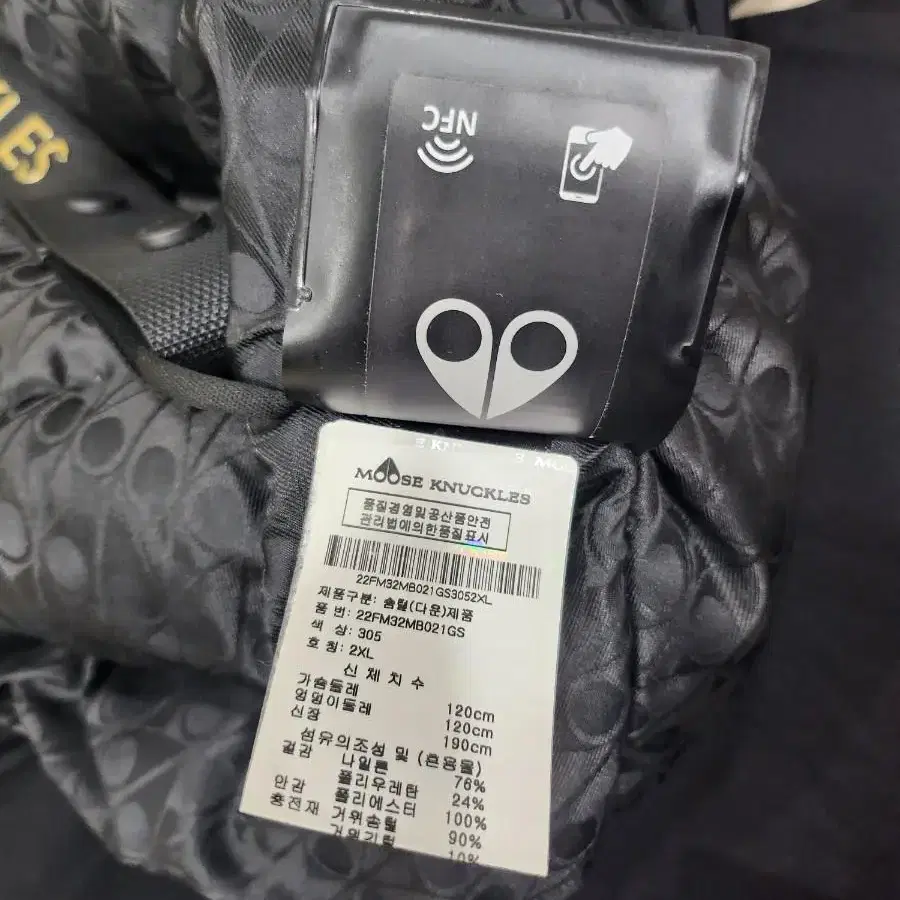 LES
NFC
E KN
E MO
MOOSE KNUCKLES
품질경영및공산품안전
관리법에의한품질표시
22FM32MB021GS3052XL
제품구분: 솜털(다운)제품
품 번: 22FM32MB021GS
색 상: 305
호 칭: 2XL
신 체 치 수
가슴둘레 120cm
엉덩이둘레 120cm
신장 190cm
섬유의조성 및 (혼용율)
겉감 나일론 76%
폴리우레탄 24%
안감 폴리에스터 100%
충전재 거위솜털 90%
거위깃털 10%